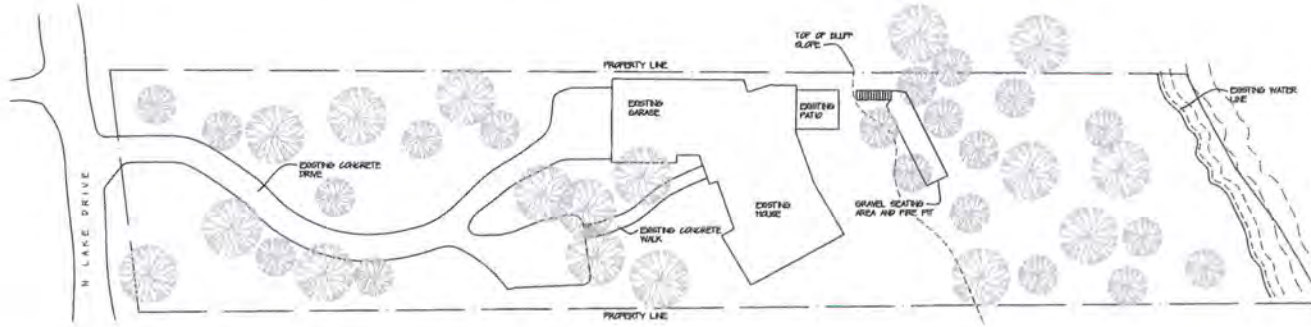 TOP OF BLUFF
SLOPE
PROPERTY LINE
EXISTING
GARAGE
EXISTING
PATIO
EXISTING WATER
LINE
EXISTING CONCRETE
DRIVE
N LAKE DRIVE
EXISTING
HOUSE
GRAVEL SEATING
AREA AND FIRE PIT
EXISTING CONCRETE
WALK
PROPERTY LINE